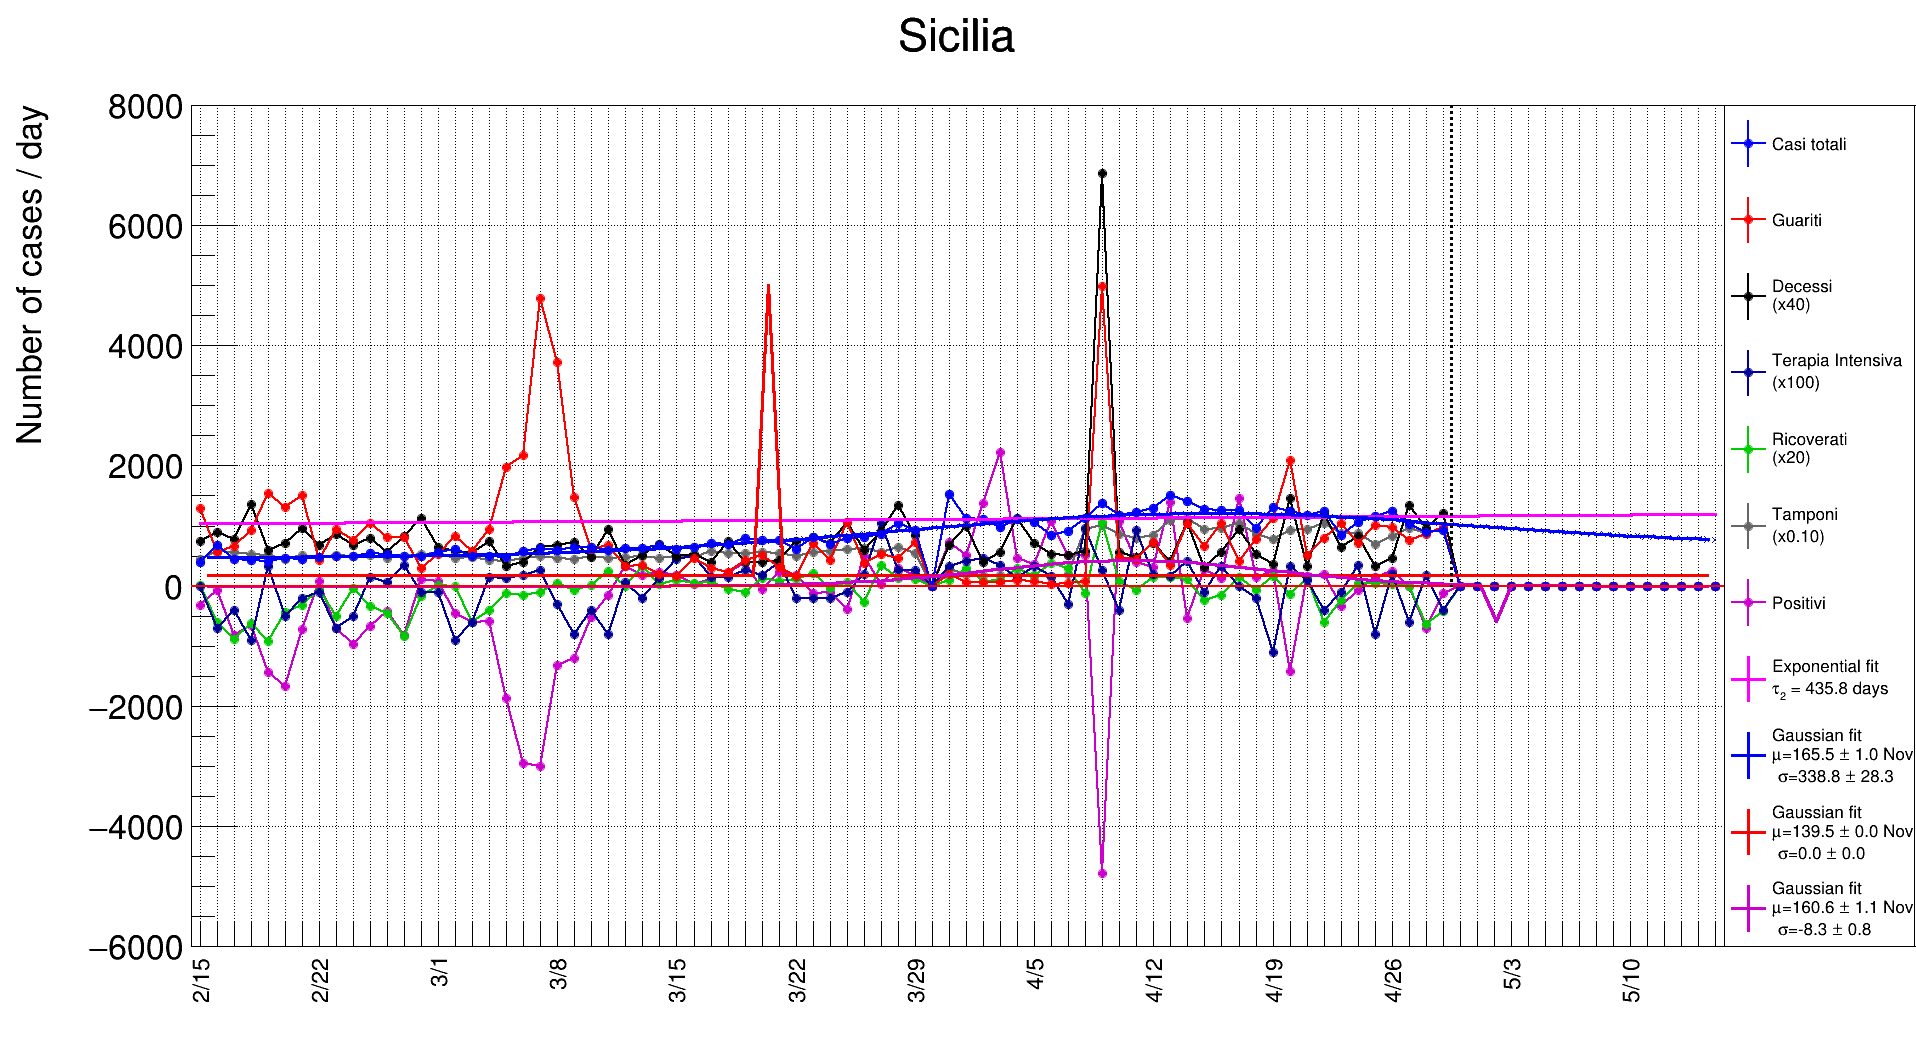 Sicilia
Number of cases / day
8000
6000
4000
2000
0
−2000
−4000
−6000
2/15
2/22
3/1
3/8
3/15
3/22
3/29
4/5
4/12
4/19
4/26
5/3
5/10
Casi totali
Guariti
Decessi
(x40)
Terapia Intensiva
(x100)
Ricoverati
(x20)
Tamponi
(x0.10)
Positivi
Exponential fit
τ2 = 435.8 days
Gaussian fit
μ=165.5 ± 1.0 Nov
σ=338.8 ± 28.3
Gaussian fit
μ=139.5 ± 0.0 Nov
σ=0.0 ± 0.0
Gaussian fit
μ=160.6 ± 1.1 Nov
σ=-8.3 ± 0.8